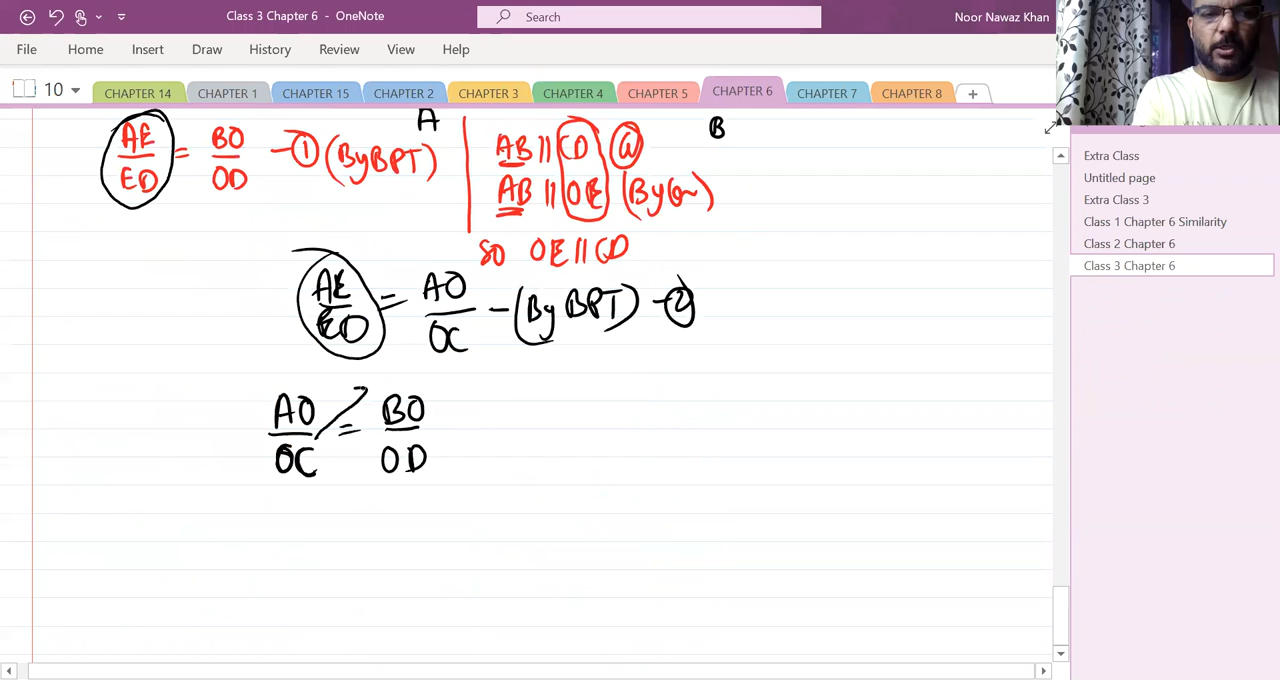 Class 3 Chapter 6 - OneNote
Search
Noor Nawaz Khan
File Home Insert Draw History Review View Help
10 CHAPTER 14 CHAPTER 1 CHAPTER 15 CHAPTER 2 CHAPTER 3 CHAPTER 4 CHAPTER 5 CHAPTER 6 CHAPTER 7 CHAPTER 8 +
A B
AE/ED = BO/OD - ① (By BPT)
AB || CD @
AB || OE (By Con)
so OE || CD
AE/ED = AO/OC - (By BPT) - ②
AO/OC = BO/OD
Extra Class
Untitled page
Extra Class 3
Class 1 Chapter 6 Similarity
Class 2 Chapter 6
Class 3 Chapter 6